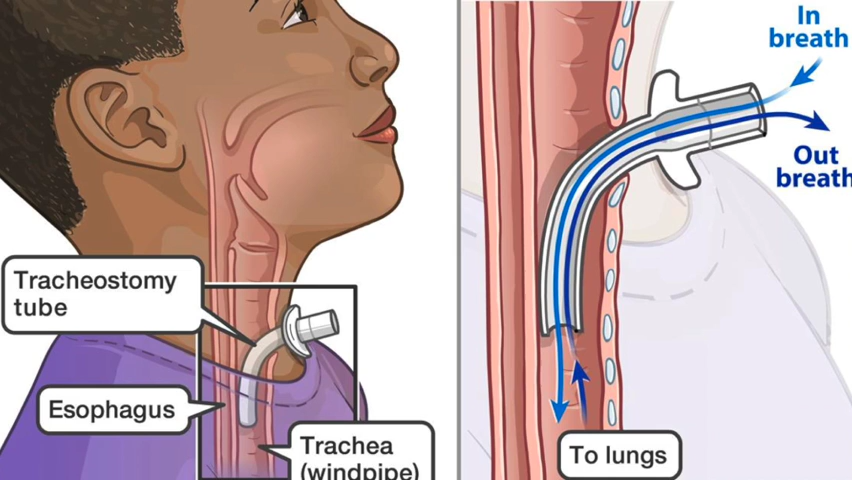 Tracheostomy
tube
Esophagus
Trachea
(windpipe)
In
breath
Out
breath
To lungs